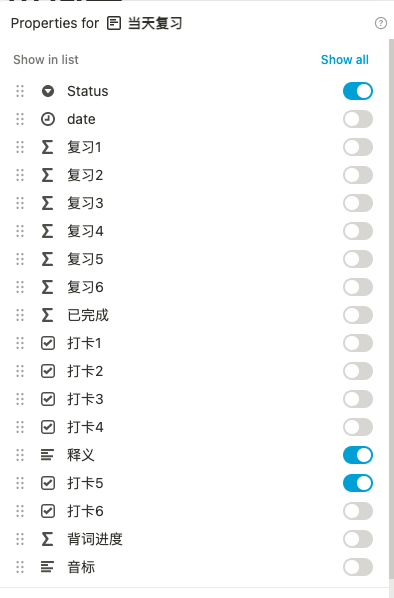 Properties for 当天复习
Show in list Show all
Status
date
复习1
复习2
复习3
复习4
复习5
复习6
已完成
打卡1
打卡2
打卡3
打卡4
释义
打卡5
打卡6
背词进度
音标